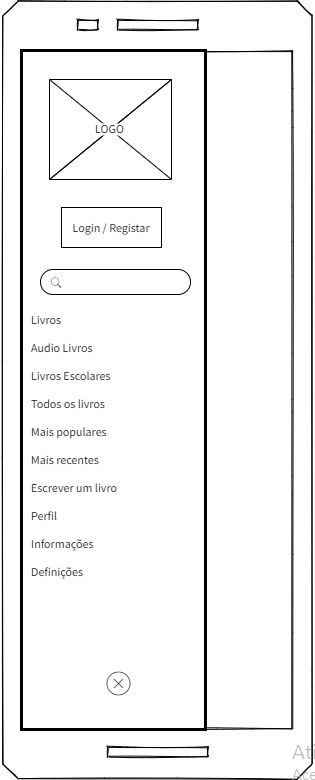 LOGO
Login / Registar
Livros
Audio Livros
Livros Escolares
Todos os livros
Mais populares
Mais recentes
Escrever um livro
Perfil
Informações
Definições